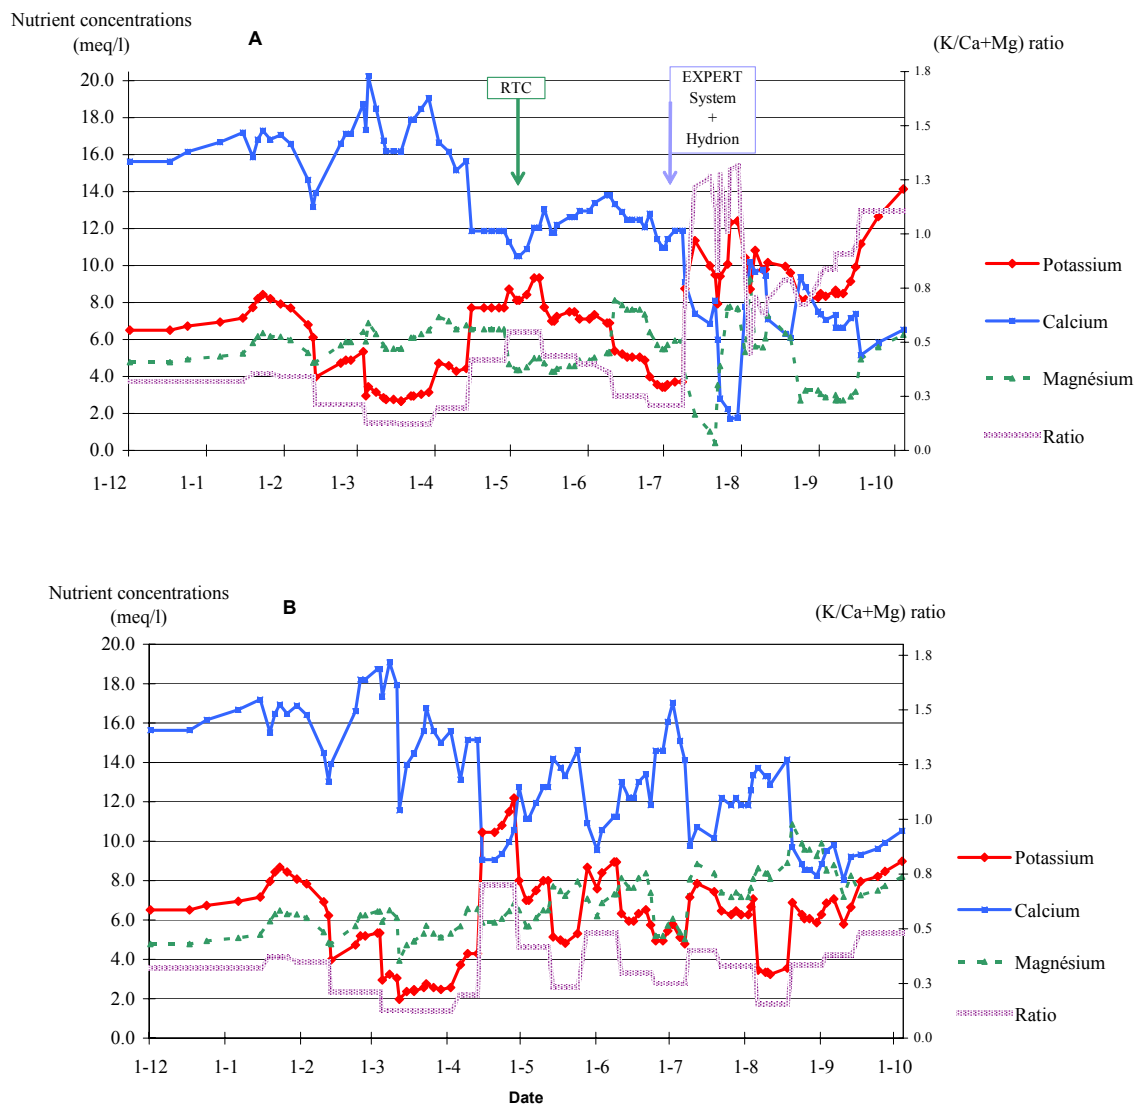 Nutrient concentrations
(meq/l)
A
(K/Ca+Mg) ratio
RTC
EXPERT
System
+
Hydrion
20.0
18.0
16.0
14.0
12.0
10.0
8.0
6.0
4.0
2.0
0.0
1.8
1.5
1.3
1.0
0.8
0.5
0.3
0.0
1-12
1-1
1-2
1-3
1-4
1-5
1-6
1-7
1-8
1-9
1-10
Potassium
Calcium
Magnésium
Ratio
Nutrient concentrations
(meq/l)
B
(K/Ca+Mg) ratio
20.0
18.0
16.0
14.0
12.0
10.0
8.0
6.0
4.0
2.0
0.0
1.8
1.5
1.3
1.0
0.8
0.5
0.3
0.0
1-12
1-1
1-2
1-3
1-4
1-5
1-6
1-7
1-8
1-9
1-10
Potassium
Calcium
Magnésium
Ratio
Date